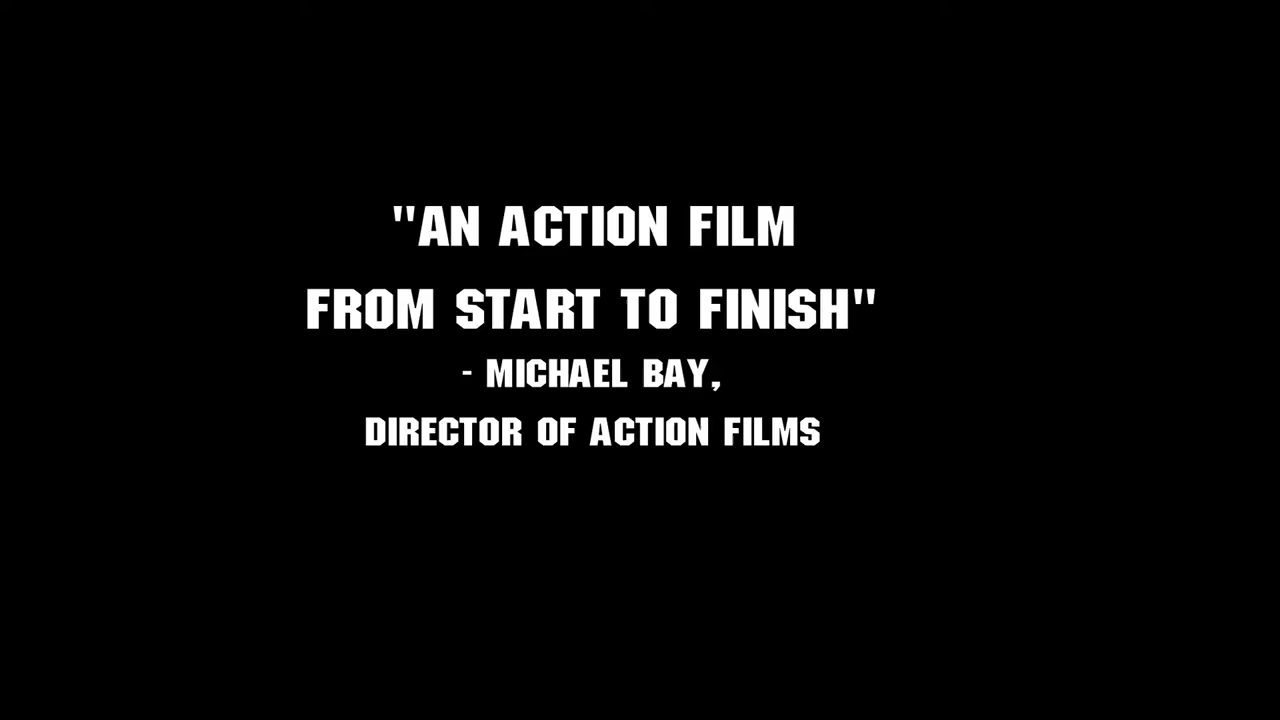 "AN ACTION FILM
FROM START TO FINISH"
- MICHAEL BAY,
DIRECTOR OF ACTION FILMS